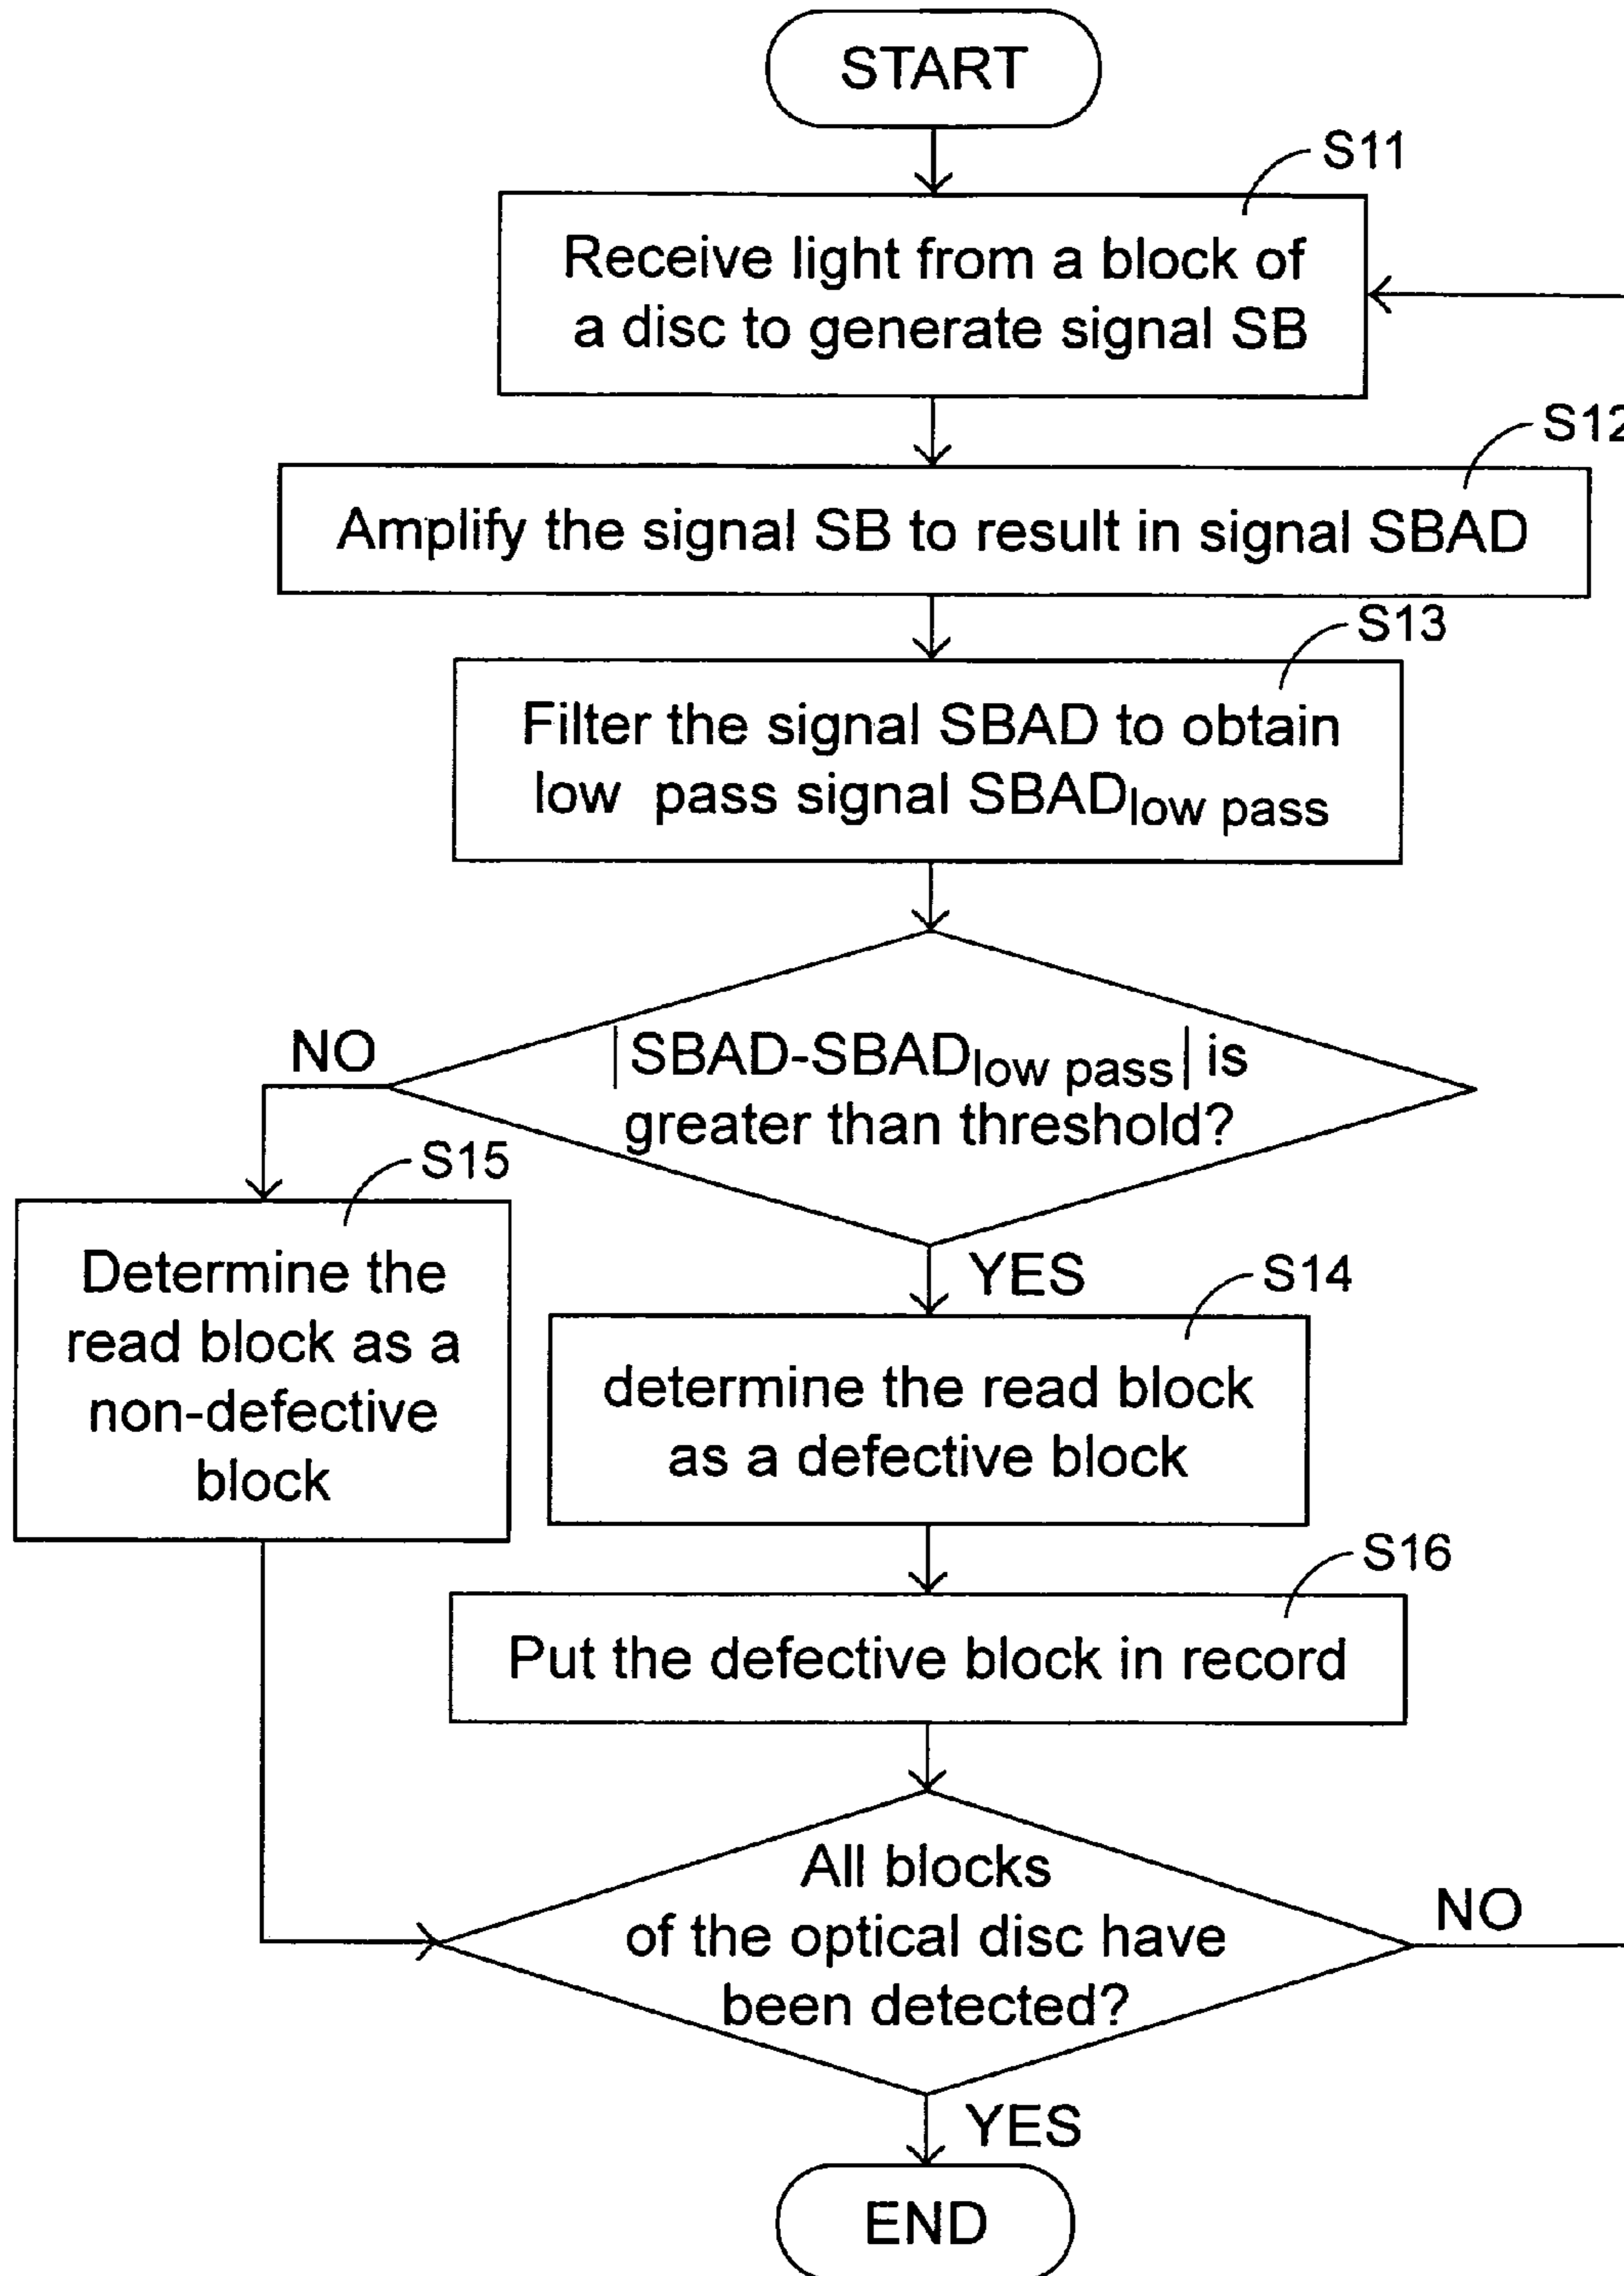 START
S11
Receive light from a block of
a disc to generate signal SB
S12
Amplify the signal SB to result in signal SBAD
S13
Filter the signal SBAD to obtain
low pass signal SBADlow pass
NO
|SBAD-SBADlow pass| is
greater than threshold?
S15
YES
S14
Determine the
read block as a
non-defective
block
determine the read block
as a defective block
S16
Put the defective block in record
All blocks
of the optical disc have
been detected?
NO
YES
END